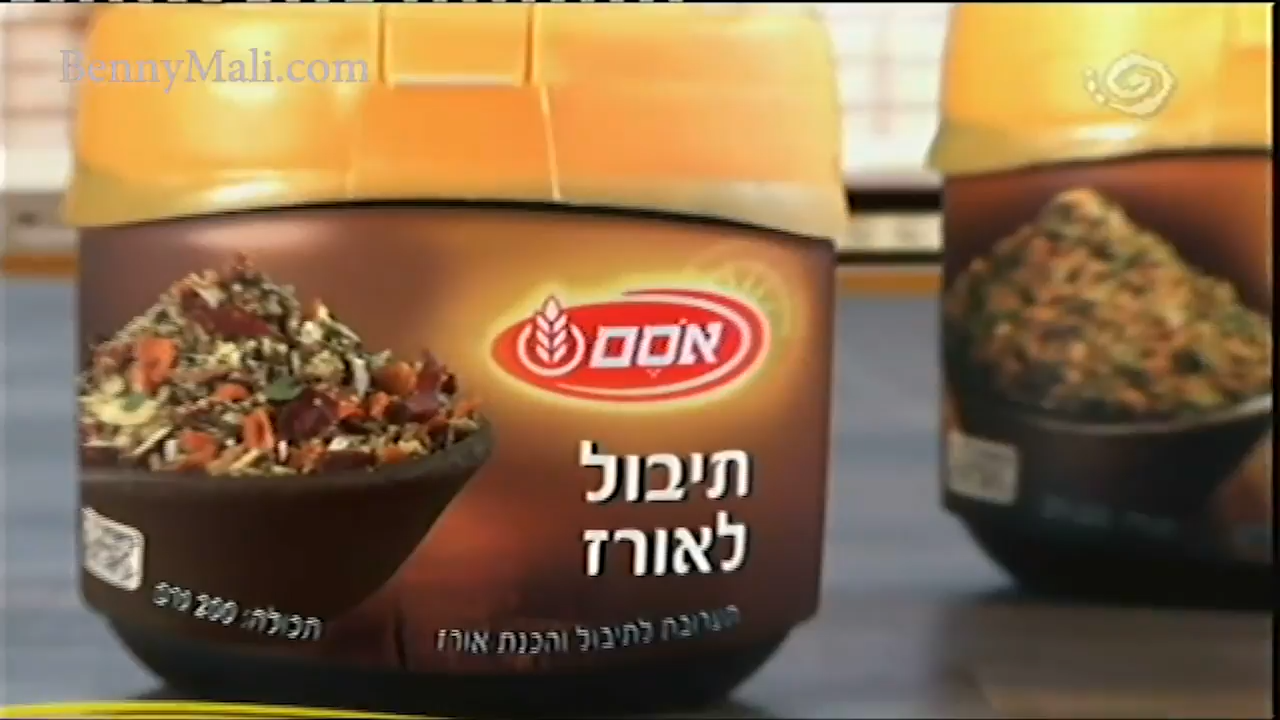 BennyMali.com
אסם
תיבול
לאורז
תערובת לתיבול והכנת אורז
תכולה: 200 גרם